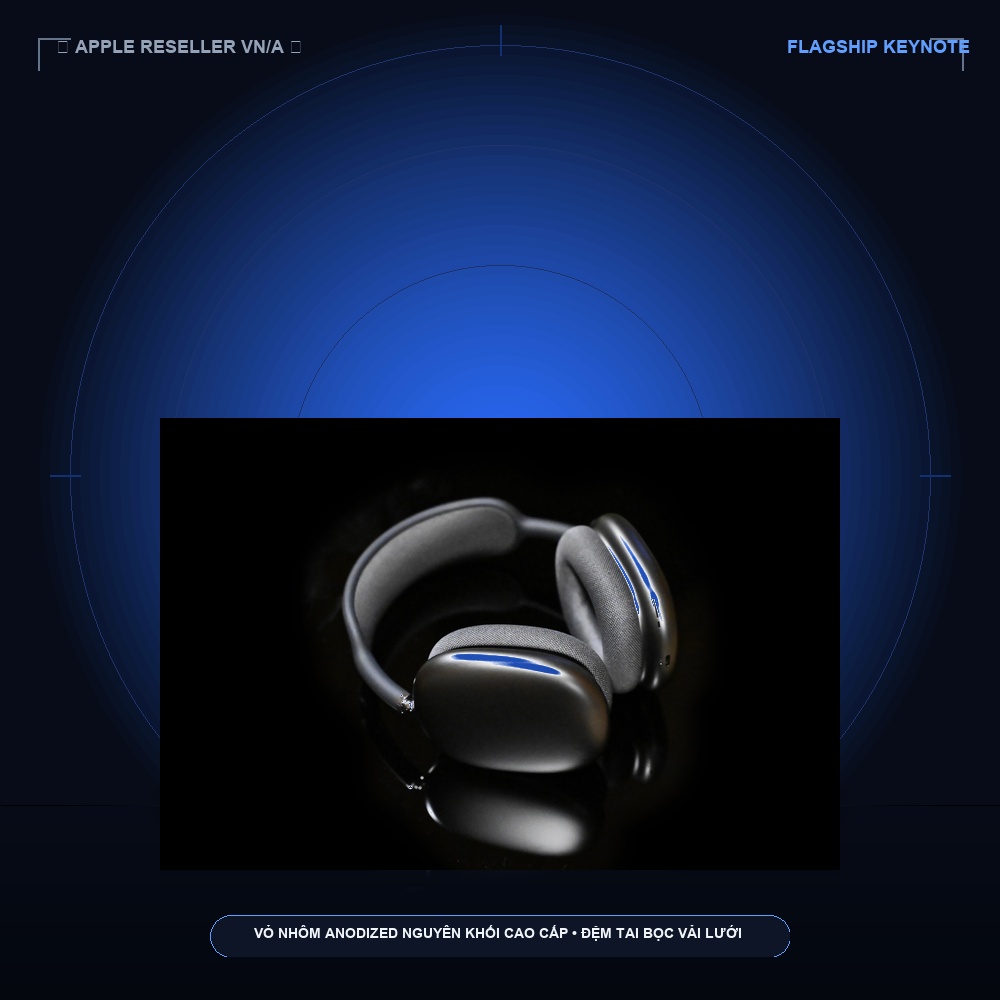 APPLE RESELLER VN/A
FLAGSHIP KEYNOTE
VỎ NHÔM ANODIZED NGUYÊN KHỐI CAO CẤP • ĐỆM TAI BỌC VẢI LƯỚI